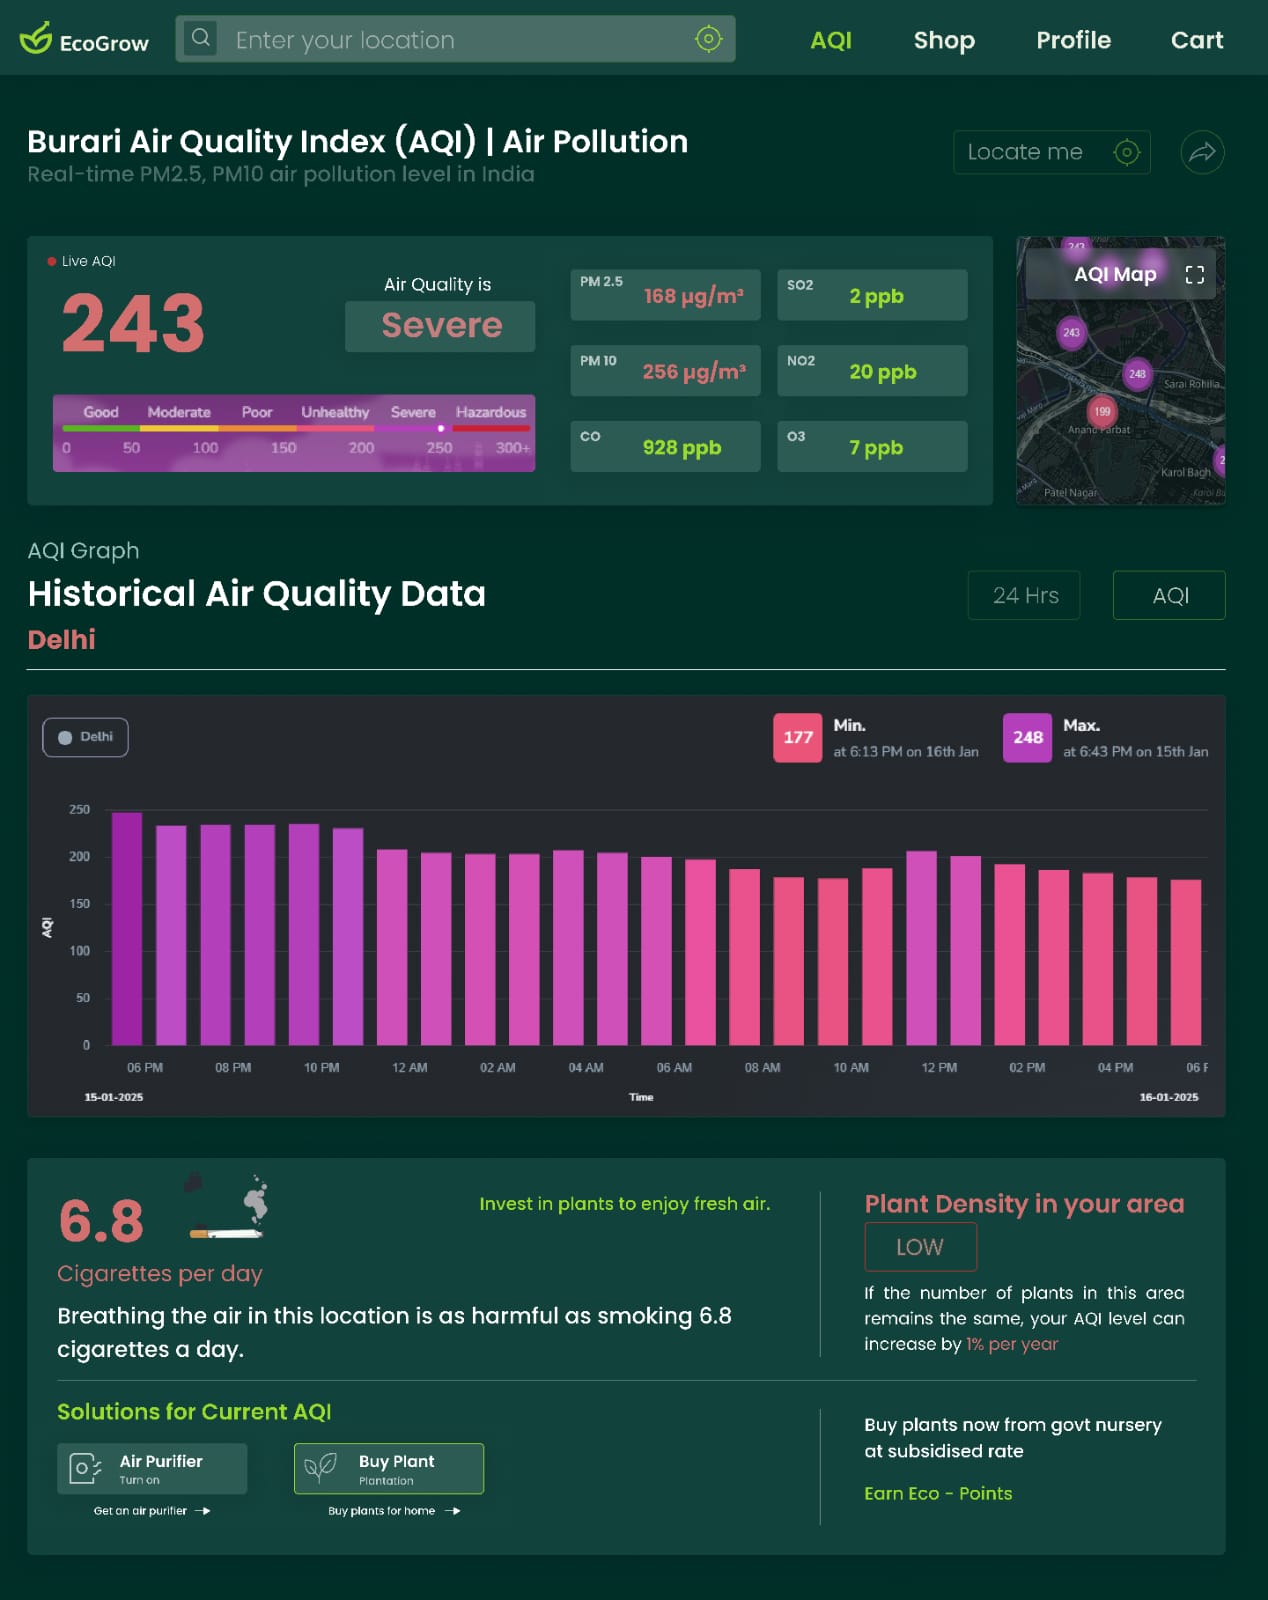 EcoGrow
Enter your location
AQI
Shop
Profile
Cart
Burari Air Quality Index (AQI) | Air Pollution
Real-time PM2.5, PM10 air pollution level in India
Locate me
Live AQI
243
Air Quality is
Severe
Good Moderate Poor Unhealthy Severe Hazardous
0 50 100 150 200 250 300+
PM 2.5 168 µg/m³
SO2 2 ppb
PM 10 256 µg/m³
NO2 20 ppb
CO 928 ppb
O3 7 ppb
243
AQI Map
243
248
Sarai Rohilla
199
Anand Parbat
Karol Bagh
Patel Nagar
AQI Graph
Historical Air Quality Data
Delhi
24 Hrs
AQI
Delhi
177 Min.
at 6:13 PM on 16th Jan
248 Max.
at 6:43 PM on 15th Jan
250
200
150
100
50
0
AQI
06 PM 08 PM 10 PM 12 AM 02 AM 04 AM 06 AM 08 AM 10 AM 12 PM 02 PM 04 PM 06 P
15-01-2025 Time 16-01-2025
6.8
Cigarettes per day
Invest in plants to enjoy fresh air.
Breathing the air in this location is as harmful as smoking 6.8
cigarettes a day.
Plant Density in your area
LOW
If the number of plants in this area
remains the same, your AQI level can
increase by 1% per year
Solutions for Current AQI
Air Purifier
Turn on
Get an air purifier
Buy Plant
Plantation
Buy plants for home
Buy plants now from govt nursery
at subsidised rate
Earn Eco - Points